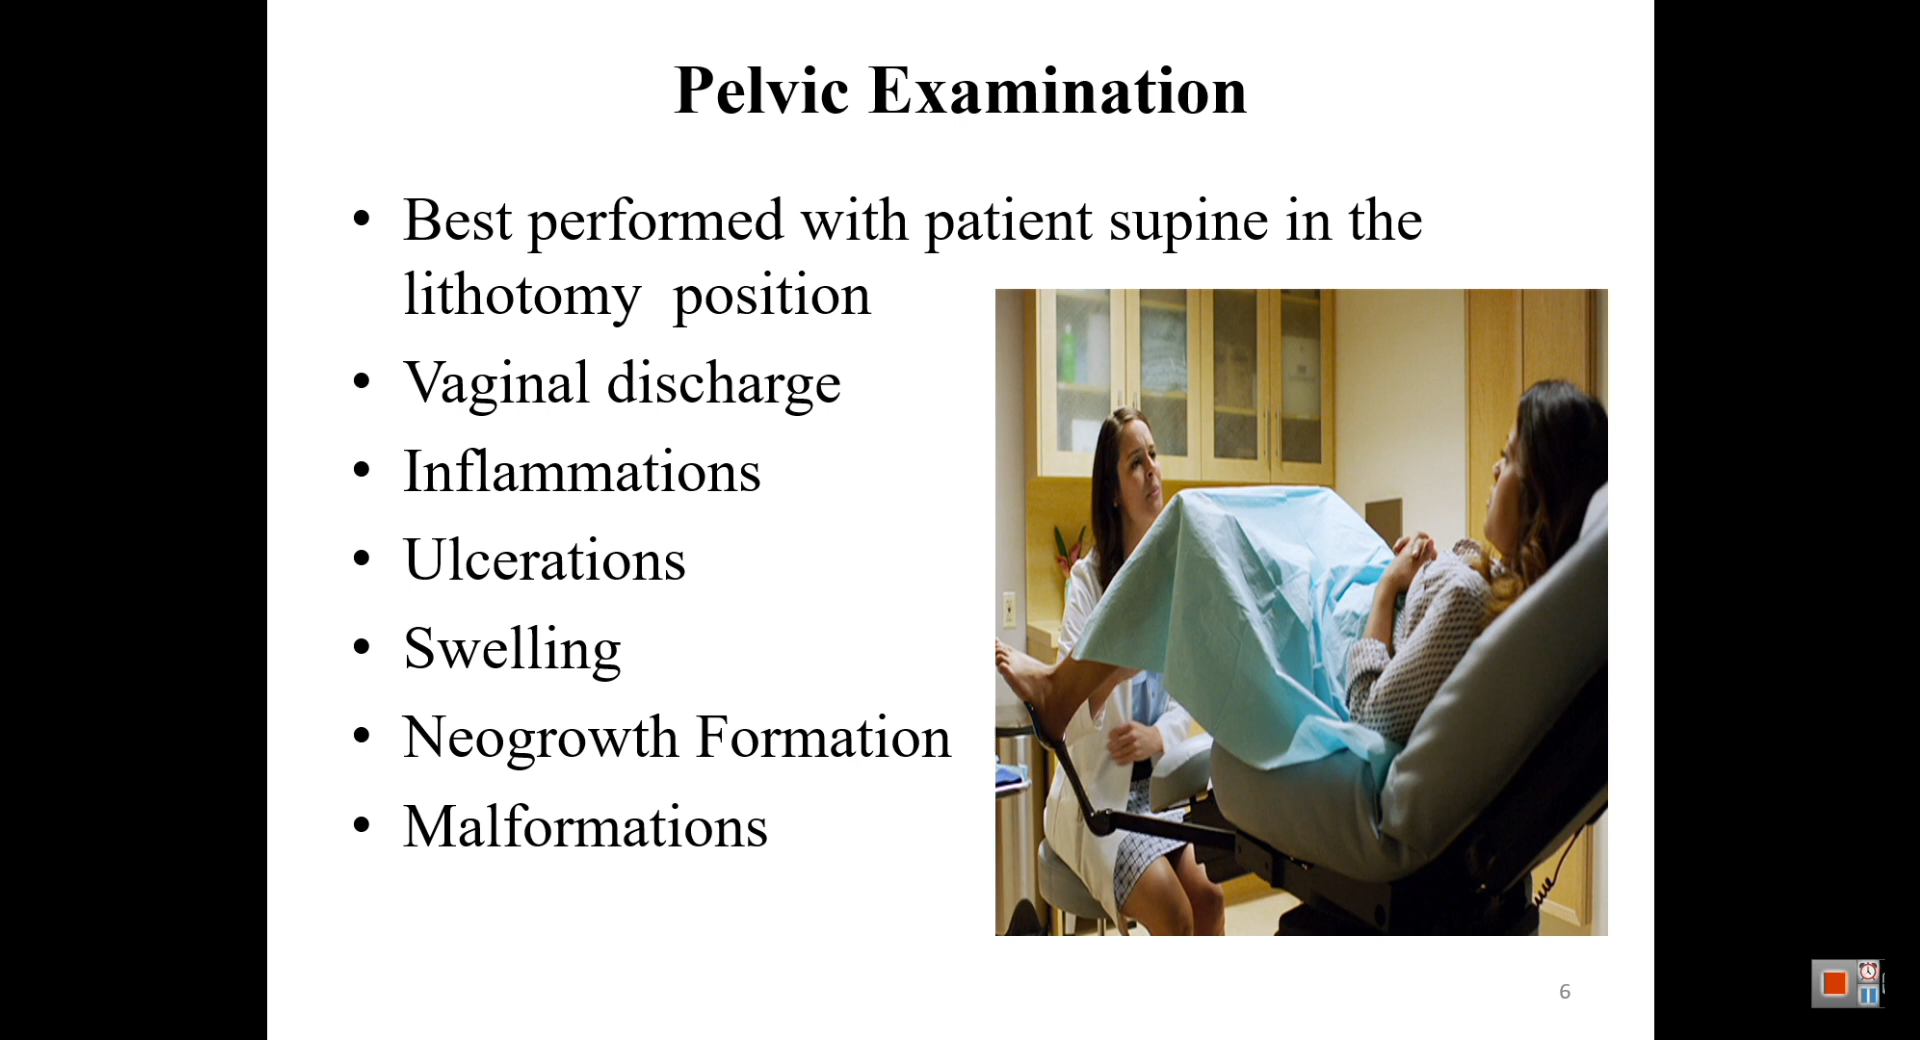 Pelvic Examination
• Best performed with patient supine in the
lithotomy position
• Vaginal discharge
• Inflammations
• Ulcerations
• Swelling
• Neogrowth Formation
• Malformations
6